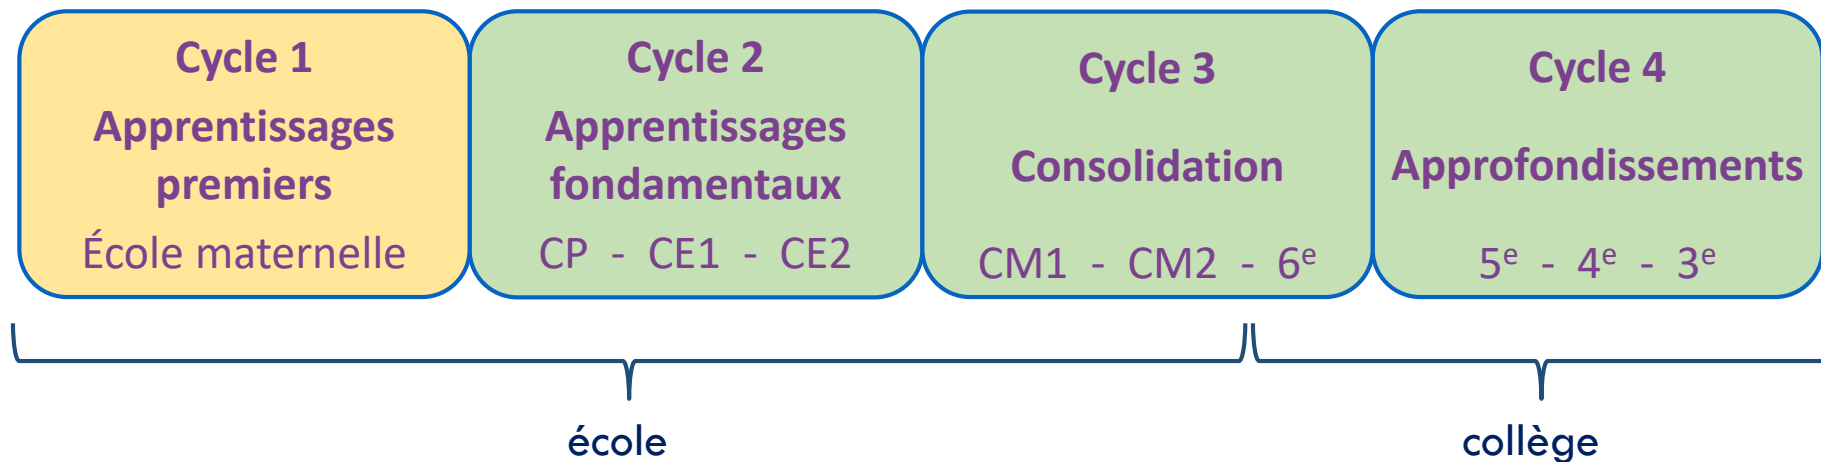 Cycle 1
Apprentissages
premiers
École maternelle
Cycle 2
Apprentissages
fondamentaux
CP - CE1 - CE2
Cycle 3
Consolidation
CM1 - CM2 - 6e
Cycle 4
Approfondissements
5e - 4e - 3e
école
collège